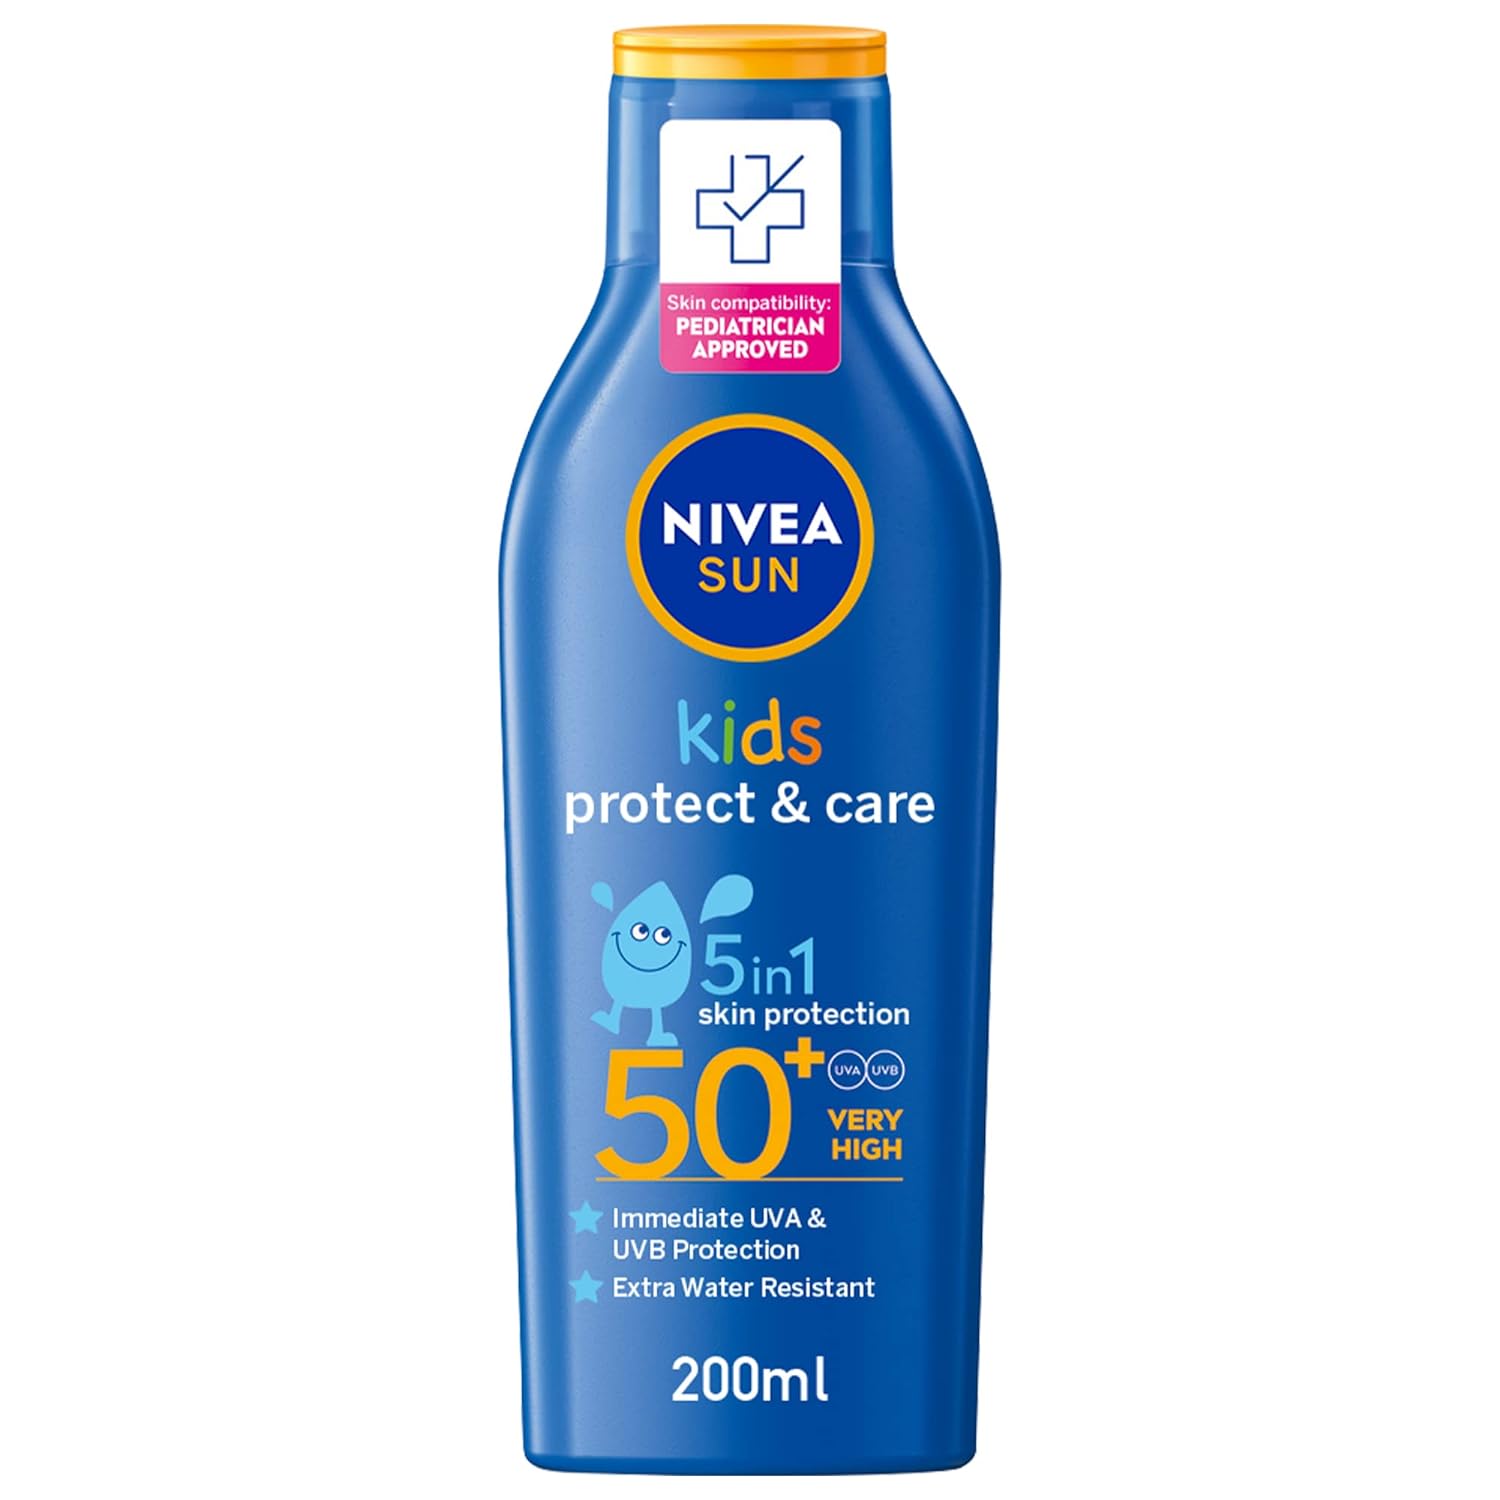 Skin compatibility:
PEDIATRICIAN
APPROVED
NIVEA
SUN
kids
protect & care
5in1
skin protection
50+
UVA UVB
VERY
HIGH
Immediate UVA &
UVB Protection
Extra Water Resistant
200ml